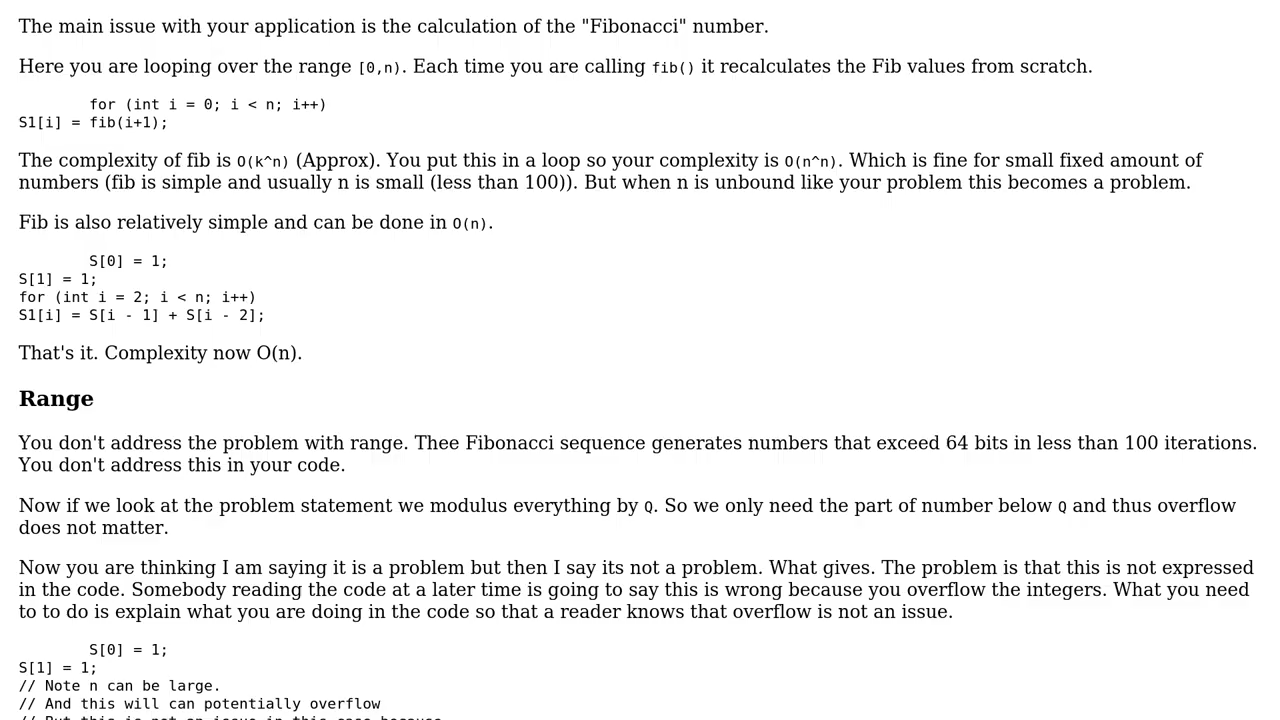 The main issue with your application is the calculation of the "Fibonacci" number.
Here you are looping over the range [0,n). Each time you are calling fib() it recalculates the Fib values from scratch.
for (int i = 0; i < n; i++)
S1[i] = fib(i+1);
The complexity of fib is O(k^n) (Approx). You put this in a loop so your complexity is O(n^n). Which is fine for small fixed amount of
numbers (fib is simple and usually n is small (less than 100)). But when n is unbound like your problem this becomes a problem.
Fib is also relatively simple and can be done in O(n).
S[0] = 1;
S[1] = 1;
for (int i = 2; i < n; i++)
S1[i] = S[i - 1] + S[i - 2];
That's it. Complexity now O(n).
Range
You don't address the problem with range. Thee Fibonacci sequence generates numbers that exceed 64 bits in less than 100 iterations.
You don't address this in your code.
Now if we look at the problem statement we modulus everything by Q. So we only need the part of number below Q and thus overflow
does not matter.
Now you are thinking I am saying it is a problem but then I say its not a problem. What gives. The problem is that this is not expressed
in the code. Somebody reading the code at a later time is going to say this is wrong because you overflow the integers. What you need
to to do is explain what you are doing in the code so that a reader knows that overflow is not an issue.
S[0] = 1;
S[1] = 1;
// Note n can be large.
// And this will can potentially overflow
// But this is not an issue in this case because